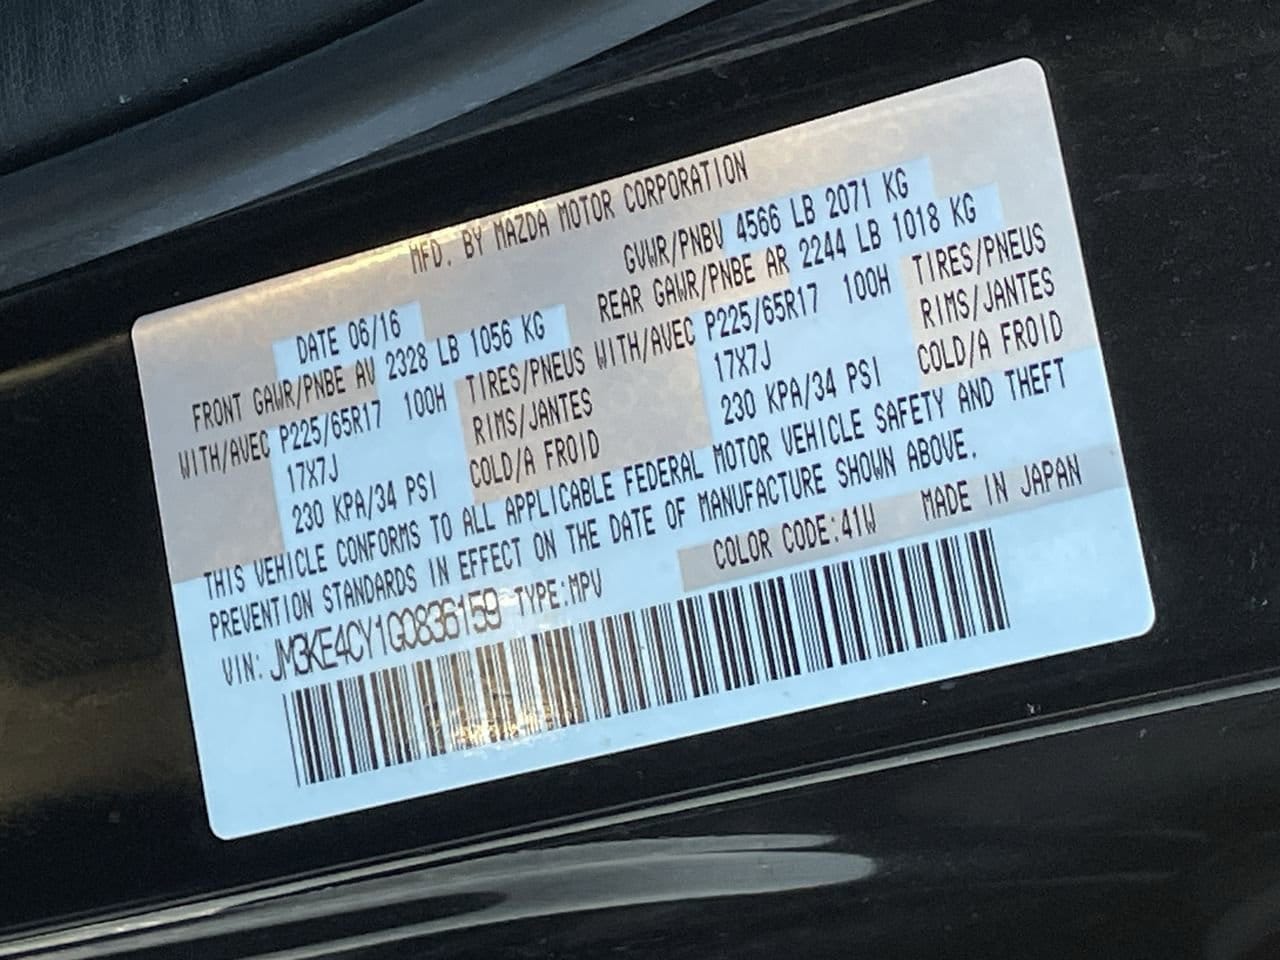 MFD. BY MAZDA MOTOR CORPORATION
DATE 06/16 GVWR/PNBV 4566 LB 2071 KG
FRONT GAWR/PNBE AV 2328 LB 1056 KG REAR GAWR/PNBE AR 2244 LB 1018 KG
WITH/AVEC P225/65R17 100H TIRES/PNEUS WITH/AVEC P225/65R17 100H TIRES/PNEUS
17X7J RIMS/JANTES 17X7J RIMS/JANTES
230 KPA/34 PSI COLD/A FROID 230 KPA/34 PSI COLD/A FROID
THIS VEHICLE CONFORMS TO ALL APPLICABLE FEDERAL MOTOR VEHICLE SAFETY AND THEFT
PREVENTION STANDARDS IN EFFECT ON THE DATE OF MANUFACTURE SHOWN ABOVE.
VIN: JM3KE4CY1G0836159 TYPE:MPV COLOR CODE:41W MADE IN JAPAN